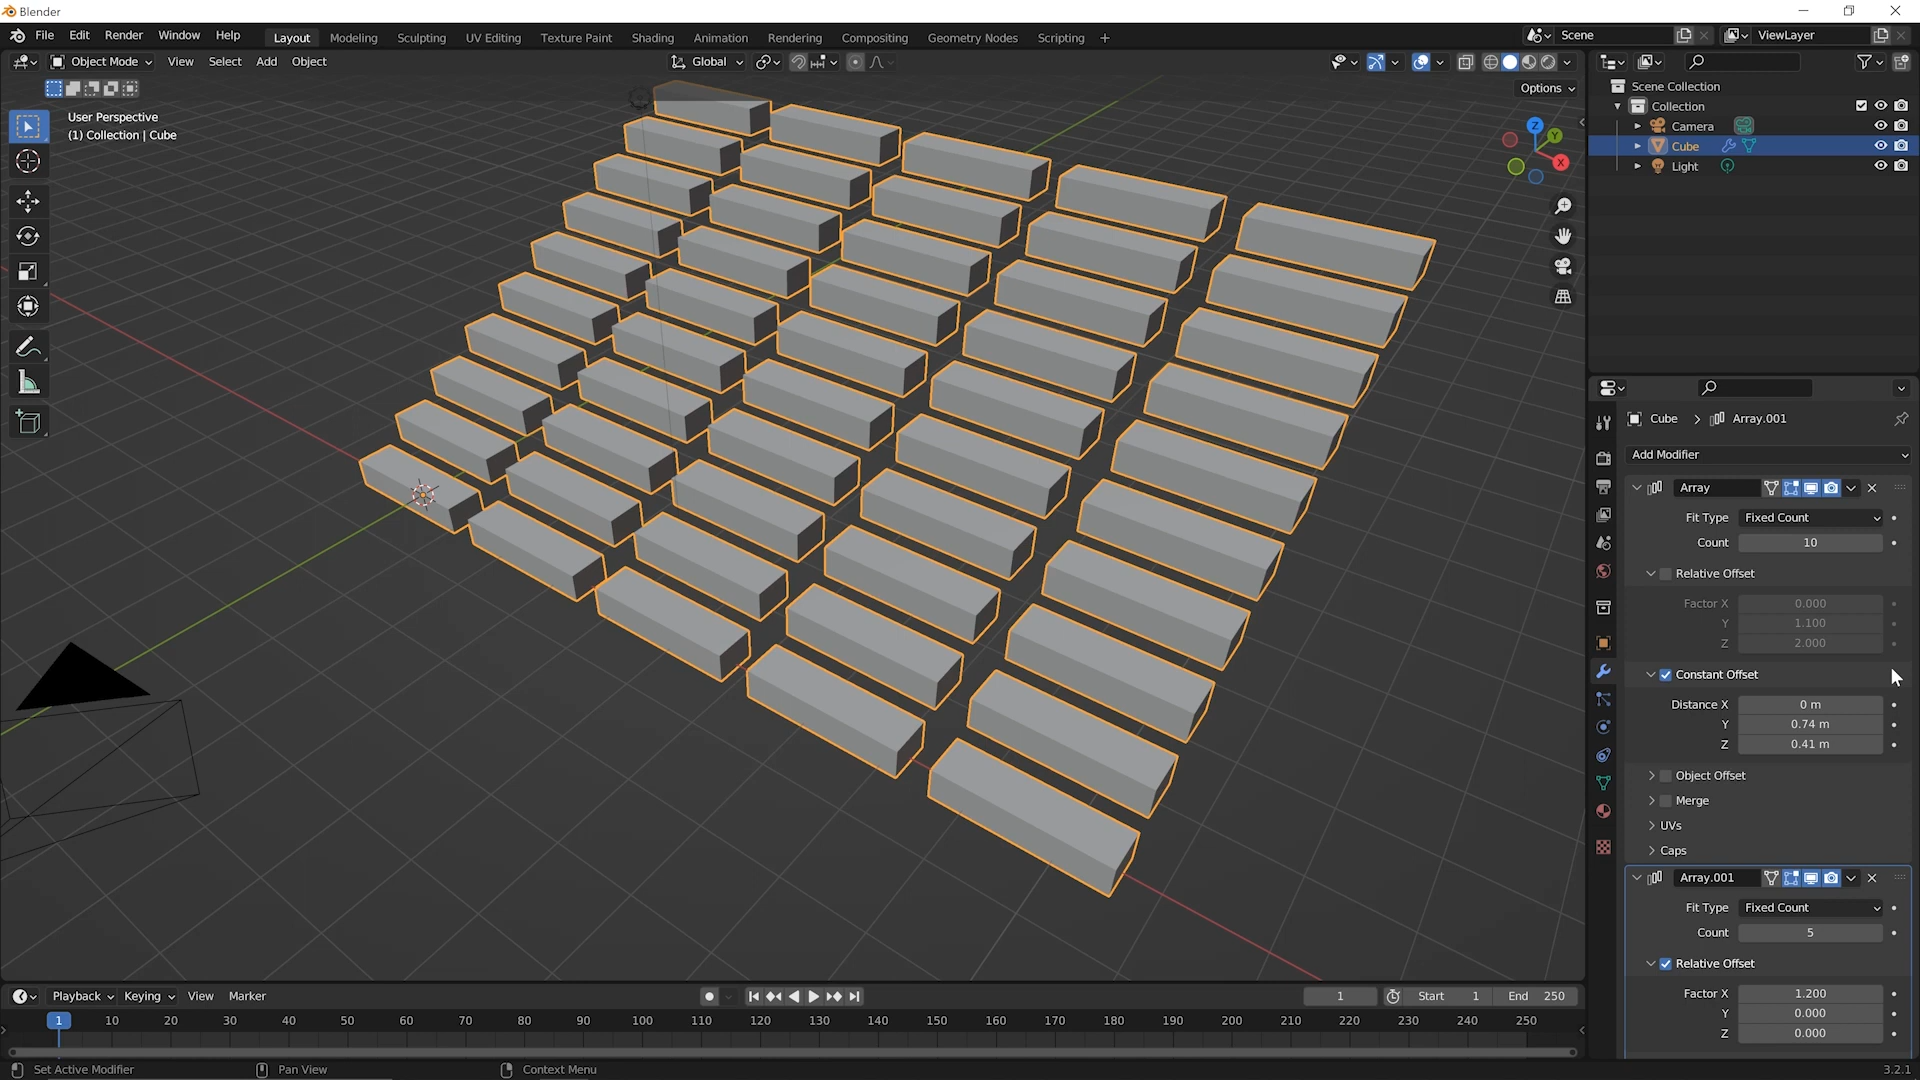 Blender
File Edit Render Window Help Layout Modeling Sculpting UV Editing Texture Paint Shading Animation Rendering Compositing Geometry Nodes Scripting + Scene ViewLayer
Object Mode View Select Add Object Global
Options
User Perspective
(1) Collection | Cube
Z
Y
X
Scene Collection
Collection
Camera
Cube
Light
Cube > Array.001
Add Modifier
Array
Fit Type Fixed Count
Count 10
Relative Offset
Factor X 0.000
Y 1.100
Z 2.000
Constant Offset
Distance X 0 m
Y 0.74 m
Z 0.41 m
Object Offset
Merge
UVs
Caps
Array.001
Fit Type Fixed Count
Count 5
Relative Offset
Factor X 1.200
Y 0.000
Z 0.000
Playback Keying View Marker 1 Start 1 End 250
1 10 20 30 40 50 60 70 80 90 100 110 120 130 140 150 160 170 180 190 200 210 220 230 240 250
Set Active Modifier Pan View Context Menu 3.2.1